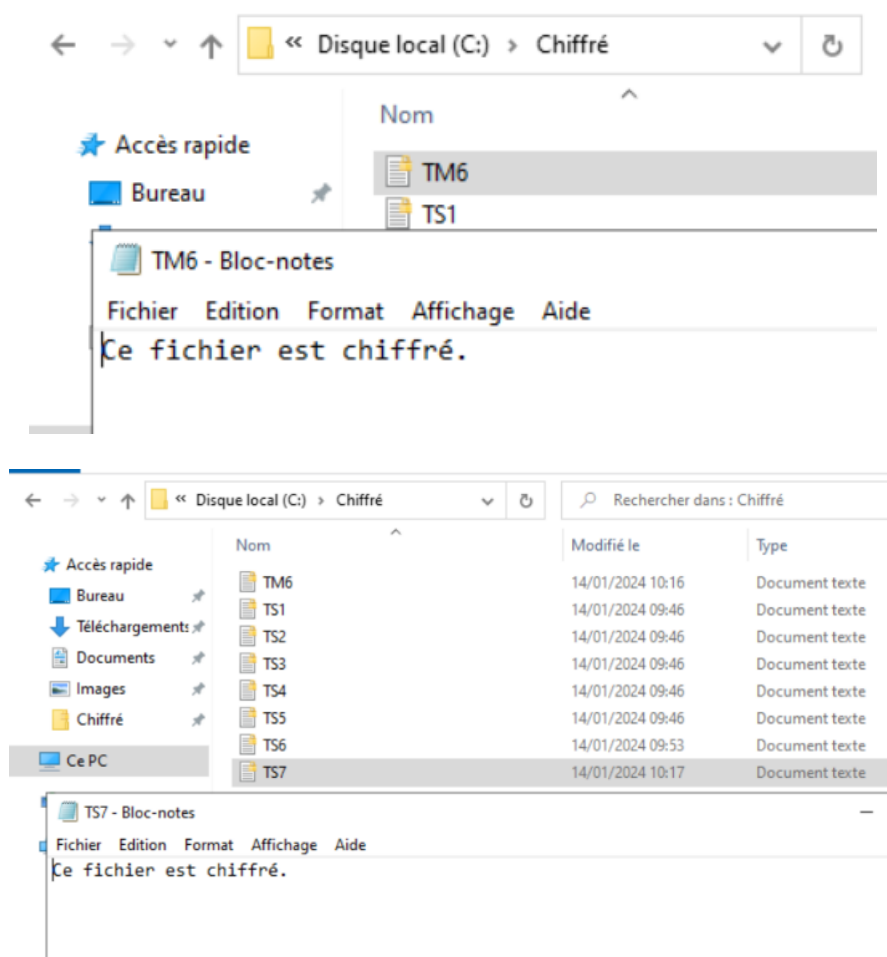 « Disque local (C:) > Chiffré
Nom
Accès rapide
TM6
Bureau
TS1
TM6 - Bloc-notes
Fichier Edition Format Affichage Aide
Ce fichier est chiffré.
« Disque local (C:) > Chiffré Rechercher dans : Chiffré
Nom Modifié le Type
Accès rapide
TM6 14/01/2024 10:16 Document texte
Bureau
TS1 14/01/2024 09:46 Document texte
Téléchargements
TS2 14/01/2024 09:46 Document texte
Documents
TS3 14/01/2024 09:46 Document texte
Images
TS4 14/01/2024 09:46 Document texte
Chiffré
TS5 14/01/2024 09:46 Document texte
TS6 14/01/2024 09:53 Document texte
Ce PC
TS7 14/01/2024 10:17 Document texte
TS7 - Bloc-notes
Fichier Edition Format Affichage Aide
Ce fichier est chiffré.